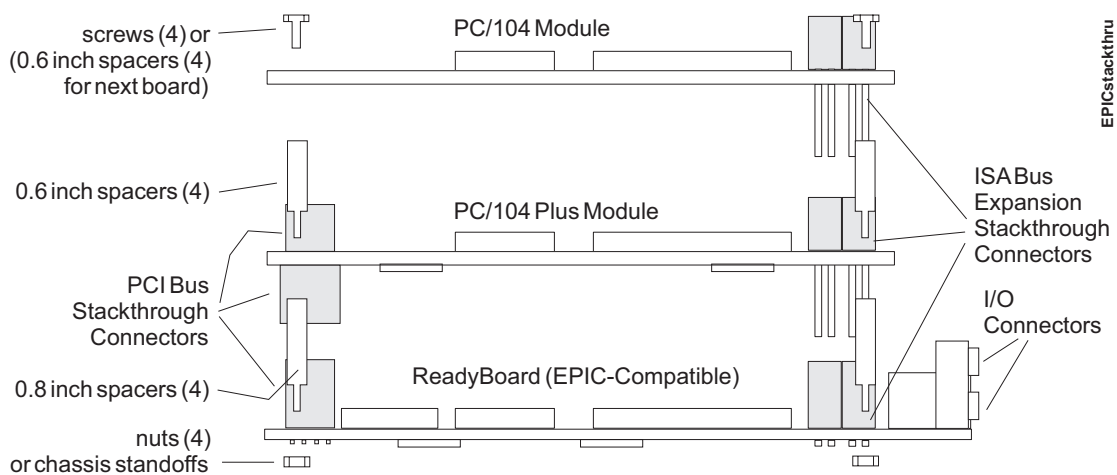 screws (4) or
(0.6 inch spacers (4)
for next board)
PC/104 Module
EPICstackthru
0.6 inch spacers (4)
PC/104 Plus Module
ISA Bus
Expansion
Stackthrough
Connectors
PCI Bus
Stackthrough
Connectors
I/O
Connectors
0.8 inch spacers (4)
ReadyBoard (EPIC-Compatible)
nuts (4)
or chassis standoffs